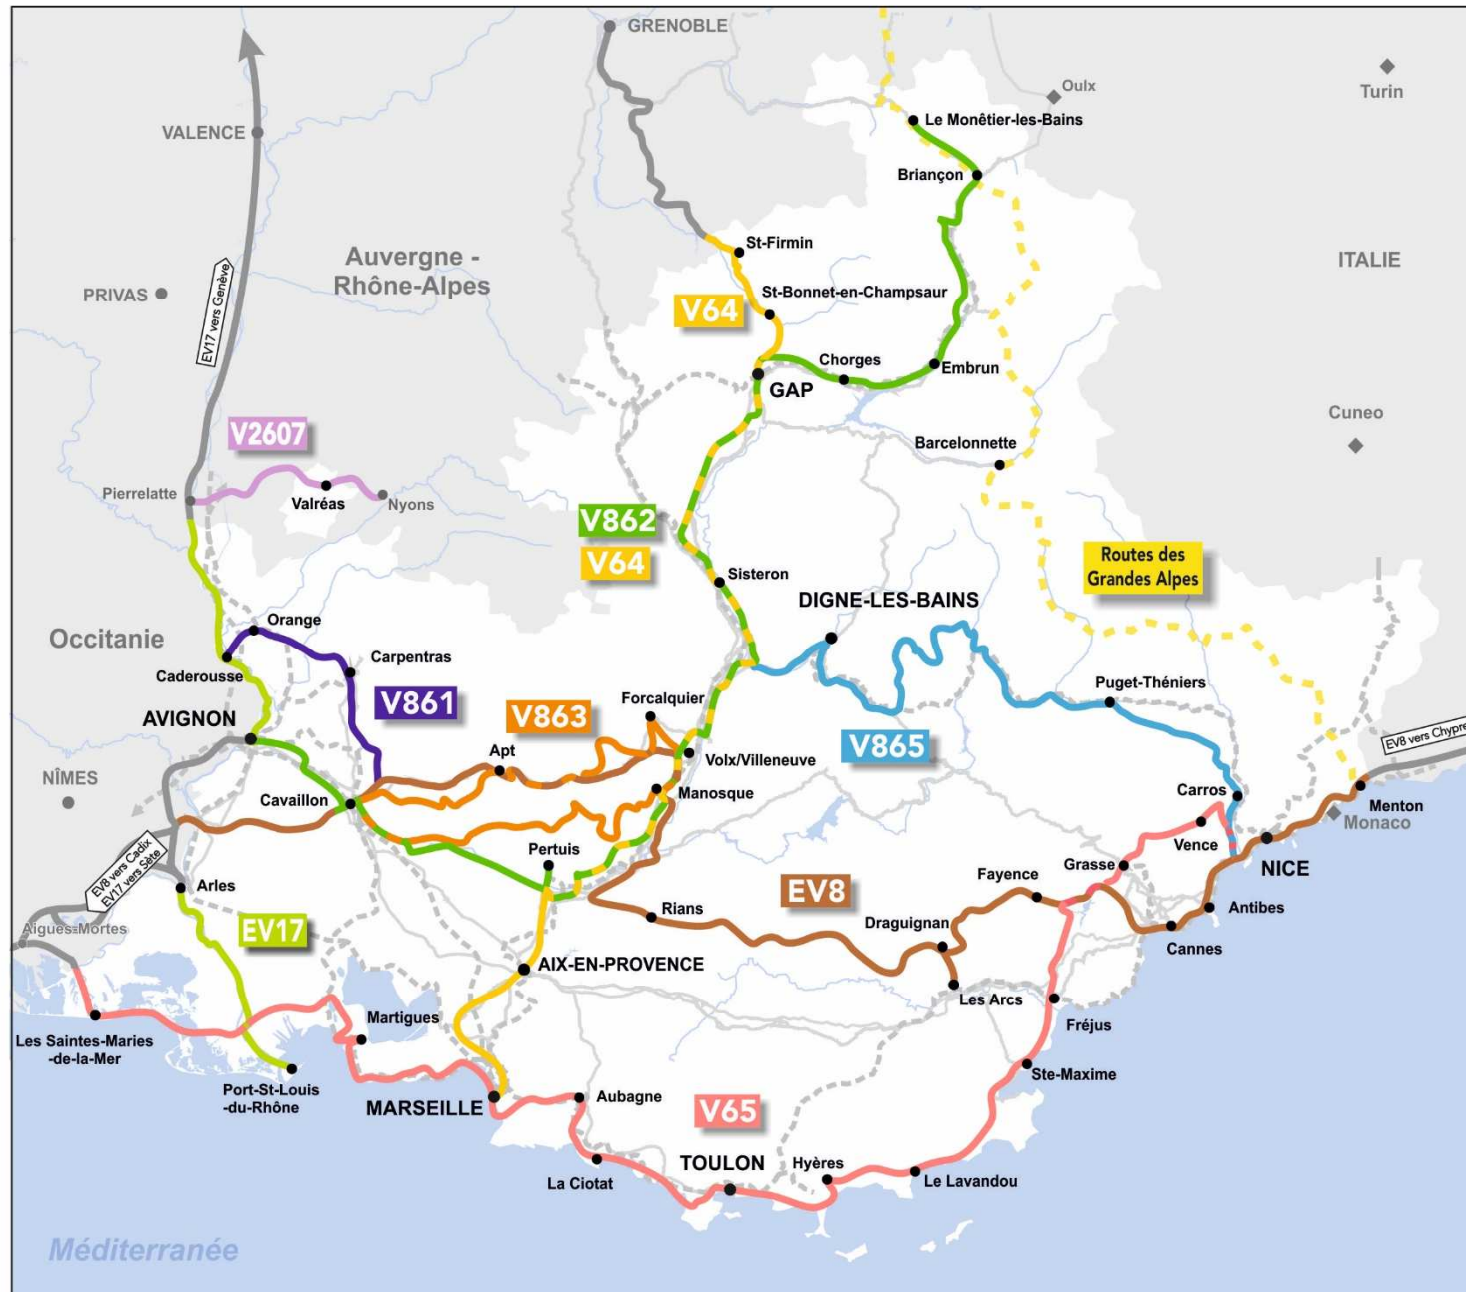 GRENOBLE
Oulx
Turin
Le Monêtier-les-Bains
VALENCE
Briançon
Auvergne -
Rhône-Alpes
St-Firmin
ITALIE
PRIVAS
EV17 vers Genève
St-Bonnet-en-Champsaur
V64
Chorges
Embrun
GAP
Cuneo
V2607
Barcelonnette
Pierrelatte
Valréas
Nyons
V862
V64
Routes des
Grandes Alpes
Sisteron
DIGNE-LES-BAINS
Occitanie
Orange
Carpentras
Caderousse
V861
Forcalquier
Puget-Théniers
AVIGNON
V863
V865
EV8 vers Chypre
Apt
Volx/Villeneuve
NÎMES
Cavaillon
Manosque
Carros
Menton
Monaco
Vence
NICE
Pertuis
Grasse
EV8 vers Cadix
EV17 vers Sète
Arles
Fayence
EV8
Antibes
Rians
Draguignan
Aigues-Mortes
EV17
Cannes
AIX-EN-PROVENCE
Les Arcs
Martigues
Fréjus
Les Saintes-Maries
-de-la-Mer
Ste-Maxime
Port-St-Louis
-du-Rhône
MARSEILLE
Aubagne
V65
TOULON
Hyères
La Ciotat
Le Lavandou
Méditerranée